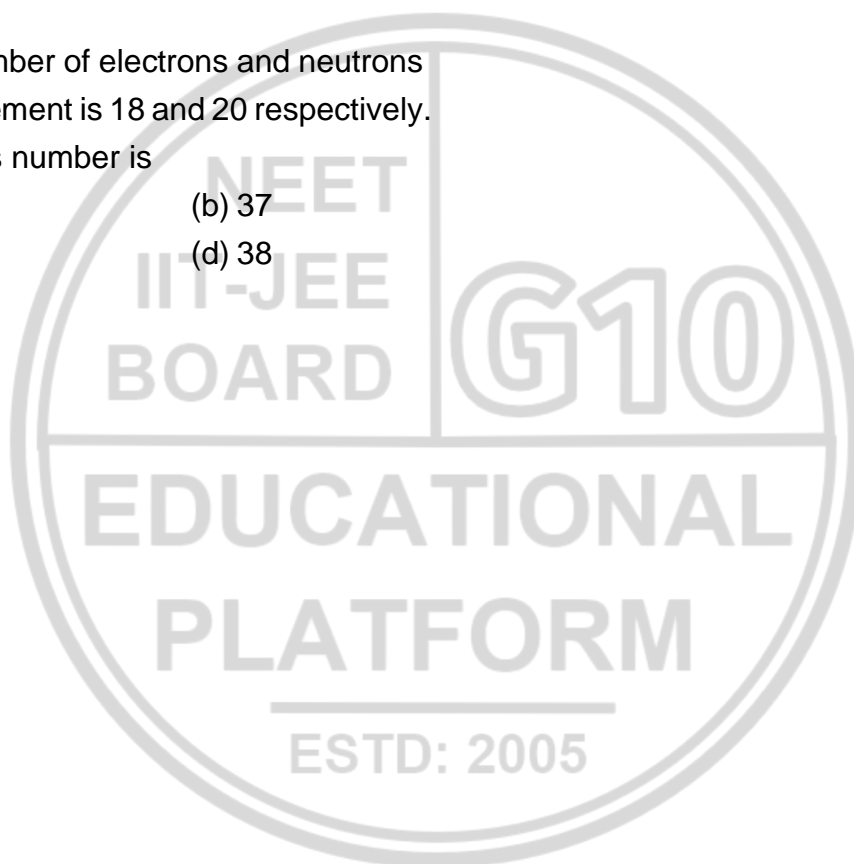 mber of electrons and neutrons
ement is 18 and 20 respectively.
s number is
(b) 37
(d) 38
NEET
IIT-JEE
BOARD
G10
EDUCATIONAL
PLATFORM
ESTD: 2005